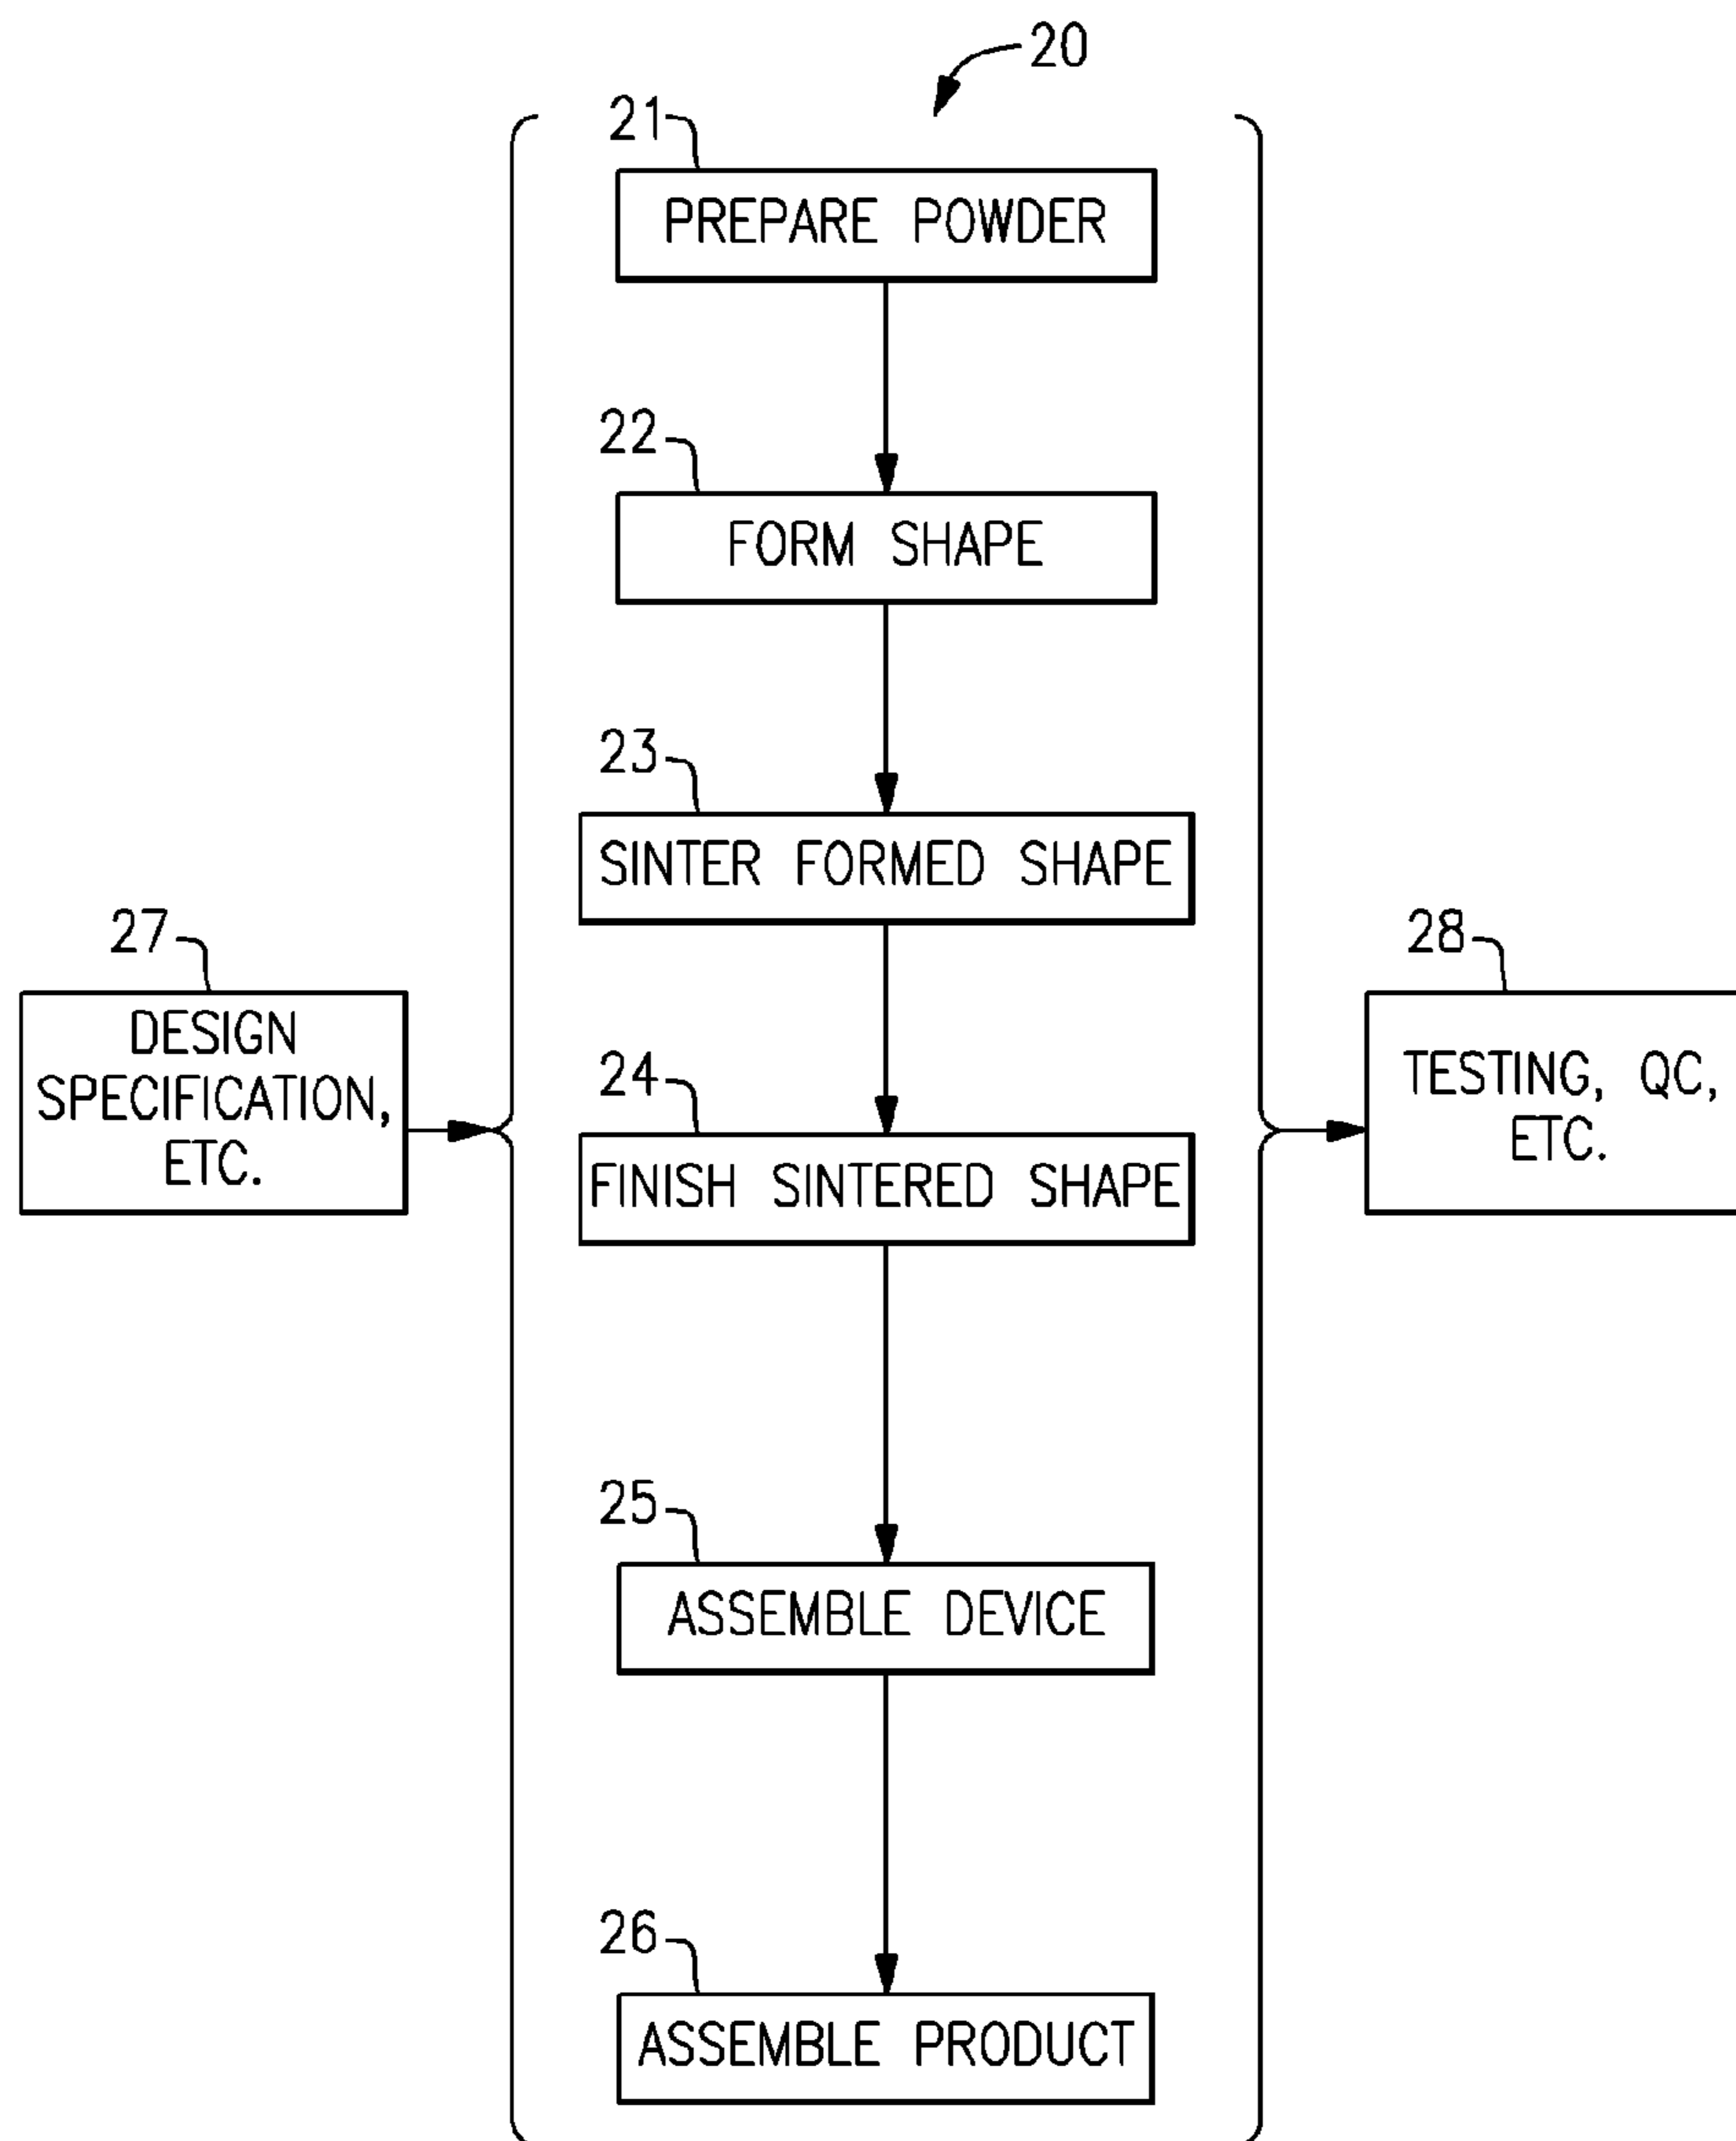 20
21
PREPARE POWDER
22
FORM SHAPE
23
SINTER FORMED SHAPE
27
DESIGN
SPECIFICATION,
ETC.
28
TESTING, QC,
ETC.
24
FINISH SINTERED SHAPE
25
ASSEMBLE DEVICE
26
ASSEMBLE PRODUCT